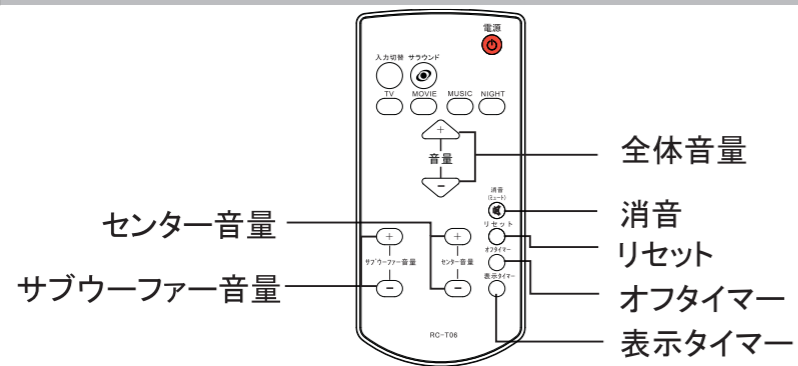 電源
入力切替 サラウンド
TV MOVIE MUSIC NIGHT
+
音量
-
全体音量
消音
(ミュート)
消音
リセット
リセット
センター音量
+ +
サブウーファー音量 センター音量
- -
サブウーファー音量
オフタイマー
オフタイマー
表示タイマー
表示タイマー
RC-T06